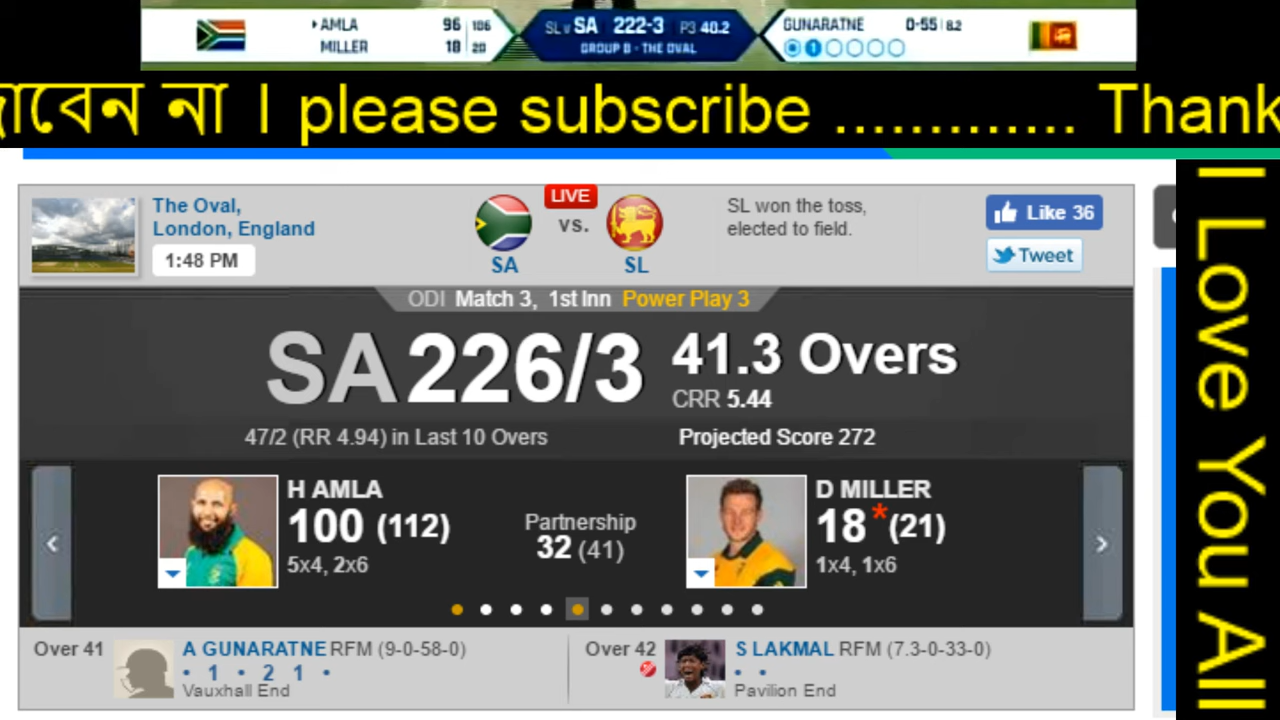 AMLA 96 106
MILLER 18 20
SL v SA 222-3 P3 40.2
GROUP B - THE OVAL
GUNARATNE 0-55 8.2
1
াবেন না । please subscribe ............. Thank
I Love You All
The Oval,
London, England
1:48 PM
SA
LIVE
vs.
SL
SL won the toss,
elected to field.
Like 36
Tweet
ODI Match 3, 1st Inn Power Play 3
SA 226/3 41.3 Overs
CRR 5.44
47/2 (RR 4.94) in Last 10 Overs
Projected Score 272
H AMLA
100 (112)
5x4, 2x6
Partnership
32 (41)
D MILLER
18*(21)
1x4, 1x6
Over 41
A GUNARATNE RFM (9-0-58-0)
• 1 • 2 1 •
Vauxhall End
Over 42
S LAKMAL RFM (7.3-0-33-0)
• •
Pavilion End